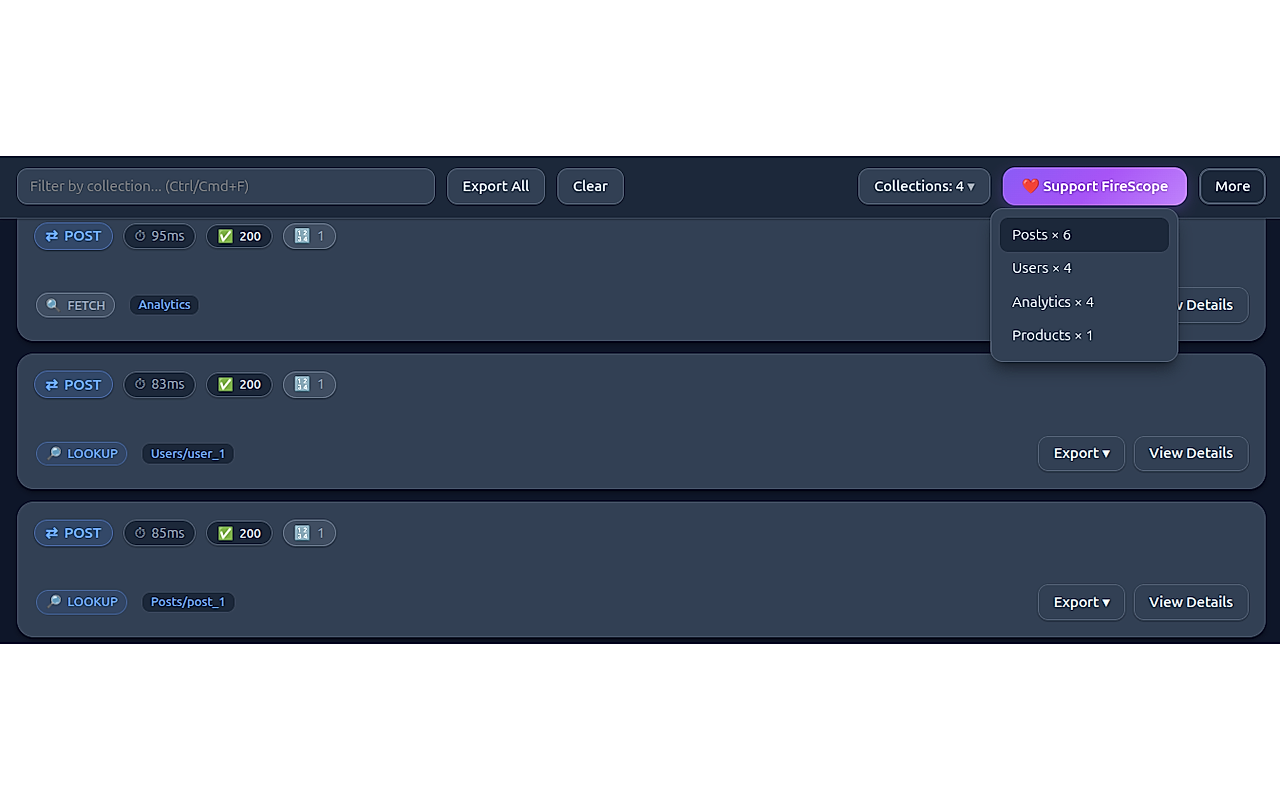 Filter by collection... (Ctrl/Cmd+F) Export All Clear Collections: 4 ▾ ❤️ Support FireScope More
Posts × 6
Users × 4
Analytics × 4
Products × 1
⇄ POST ⏱ 95ms ✅ 200 🔢 1
🔍 FETCH Analytics Details
⇄ POST ⏱ 83ms ✅ 200 🔢 1
🔎 LOOKUP Users/user_1 Export ▾ View Details
⇄ POST ⏱ 85ms ✅ 200 🔢 1
🔎 LOOKUP Posts/post_1 Export ▾ View Details